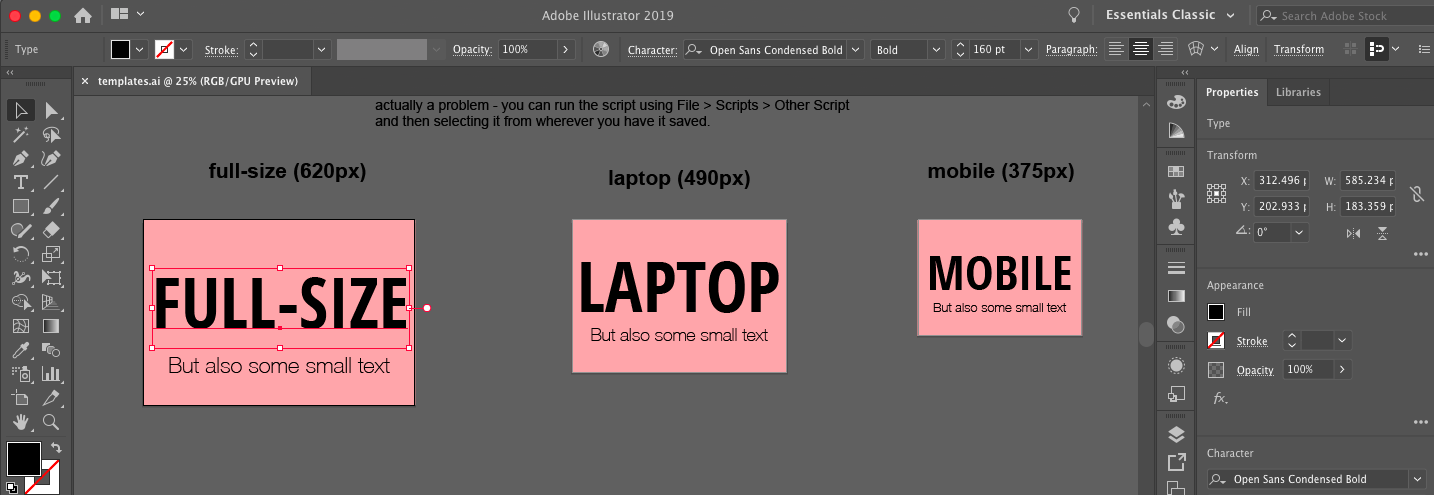 Adobe Illustrator 2019
Essentials Classic
Search Adobe Stock
Type
Stroke:
Opacity: 100%
Character: Open Sans Condensed Bold
Bold
160 pt
Paragraph:
Align
Transform
templates.ai @ 25% (RGB/GPU Preview)
actually a problem - you can run the script using File > Scripts > Other Script
and then selecting it from wherever you have it saved.
full-size (620px)
laptop (490px)
mobile (375px)
FULL-SIZE
But also some small text
LAPTOP
But also some small text
MOBILE
But also some small text
Properties
Libraries
Type
Transform
X: 312.496 W: 585.234
Y: 202.933 H: 183.359
0°
Appearance
Fill
Stroke
Opacity 100%
fx
Character
Open Sans Condensed Bold